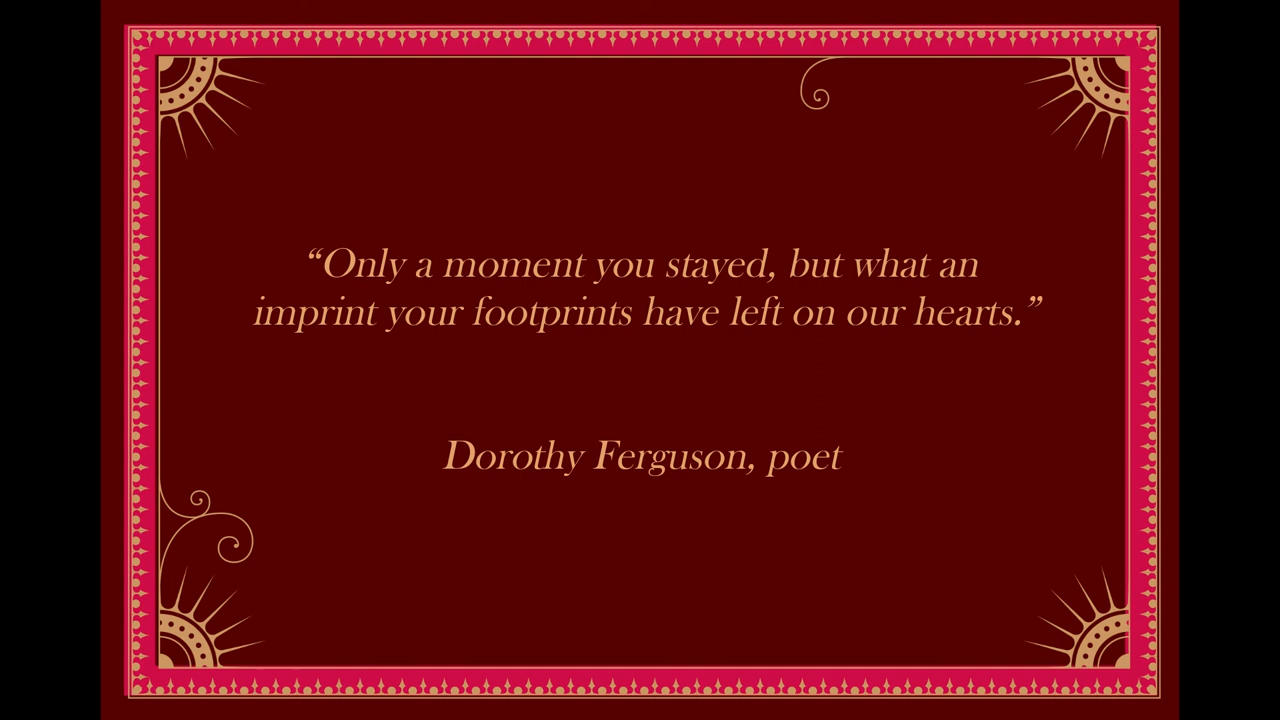 “Only a moment you stayed, but what an
imprint your footprints have left on our hearts.”
Dorothy Ferguson, poet